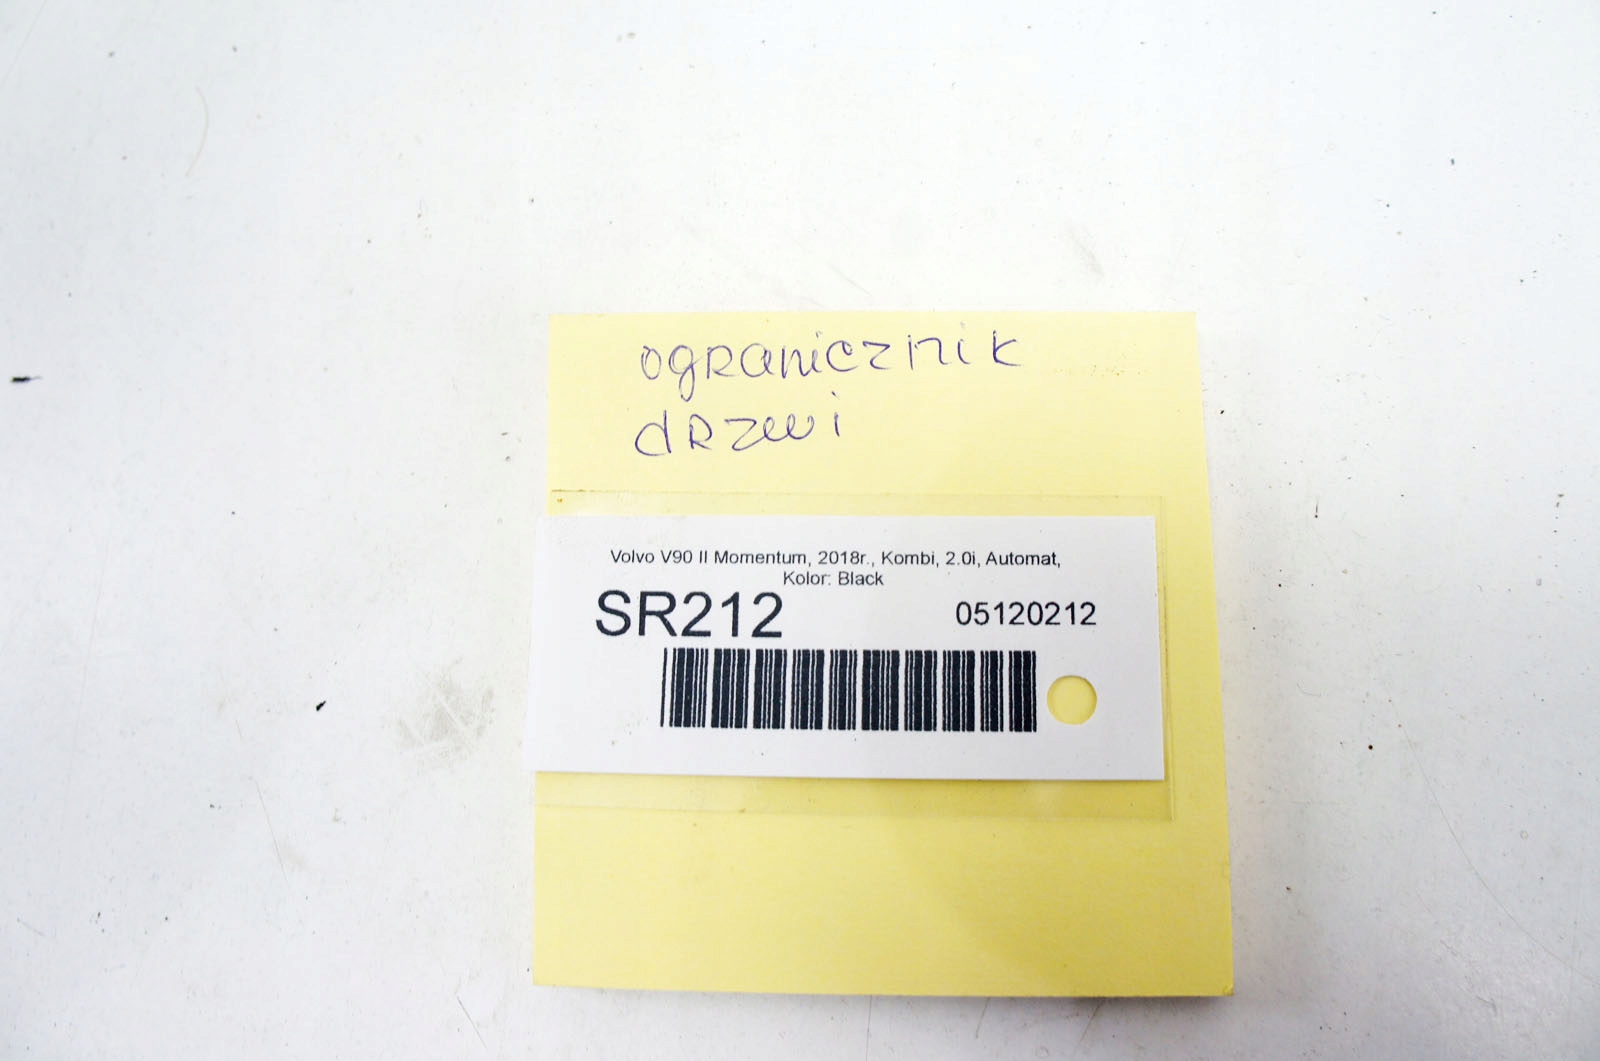 ogranicznik
drzwi
Volvo V90 II Momentum, 2018r., Kombi, 2.0i, Automat,
Kolor: Black
SR212 05120212